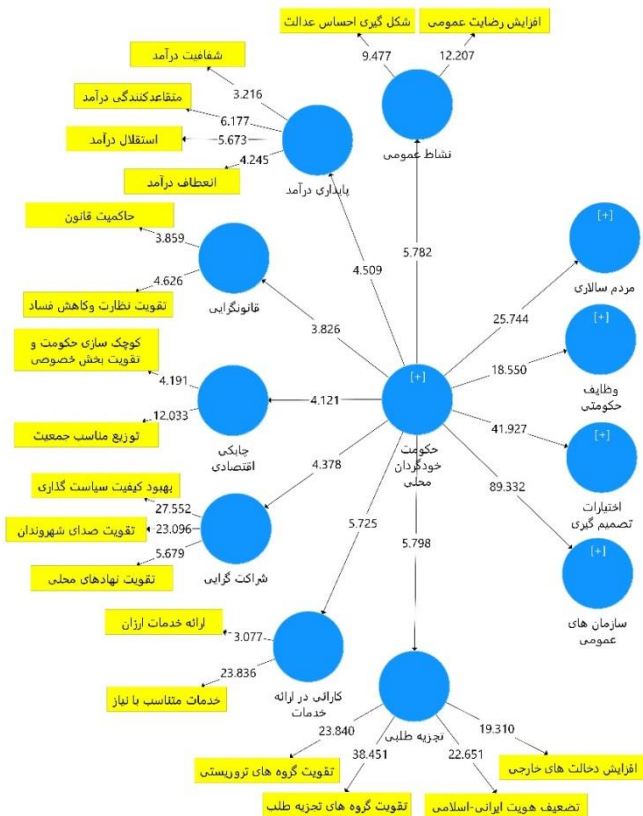 شکل گیری احساس عدالت
افزایش رضایت عمومی
9.477
12.207
نشاط عمومی
5.782
شفافیت درآمد
3.216
متقاعدکنندگی درآمد
6.177
استقلال درآمد
5.673
انعطاف درآمد
4.245
پایداری درآمد
4.509
حاکمیت قانون
3.859
تقویت نظارت وکاهش فساد
4.626
قانونگرایی
3.826
کوچک سازی حکومت و
تقویت بخش خصوصی
4.191
توزیع مناسب جمعیت
12.033
چابکی
اقتصادی
4.121
بهبود کیفیت سیاست گذاری
27.552
تقویت صدای شهروندان
23.096
تقویت نهادهای محلی
5.679
شراکت گرایی
4.378
ارائه خدمات ارزان
3.077
خدمات متناسب با نیاز
23.836
کارائی در ارائه
خدمات
5.725
[+]
حکومت
خودگردان
محلی
[+]
مردم سالاری
25.744
[+]
وظایف
حکومتی
18.550
[+]
اختیارات
تصمیم گیری
41.927
[+]
سازمان های
عمومی
89.332
5.798
تجزیه طلبی
23.840
تقویت گروه های تروریستی
38.451
تقویت گروه های تجزیه طلب
22.651
تضعیف هویت ایرانی-اسلامی
19.310
افزایش دخالت های خارجی